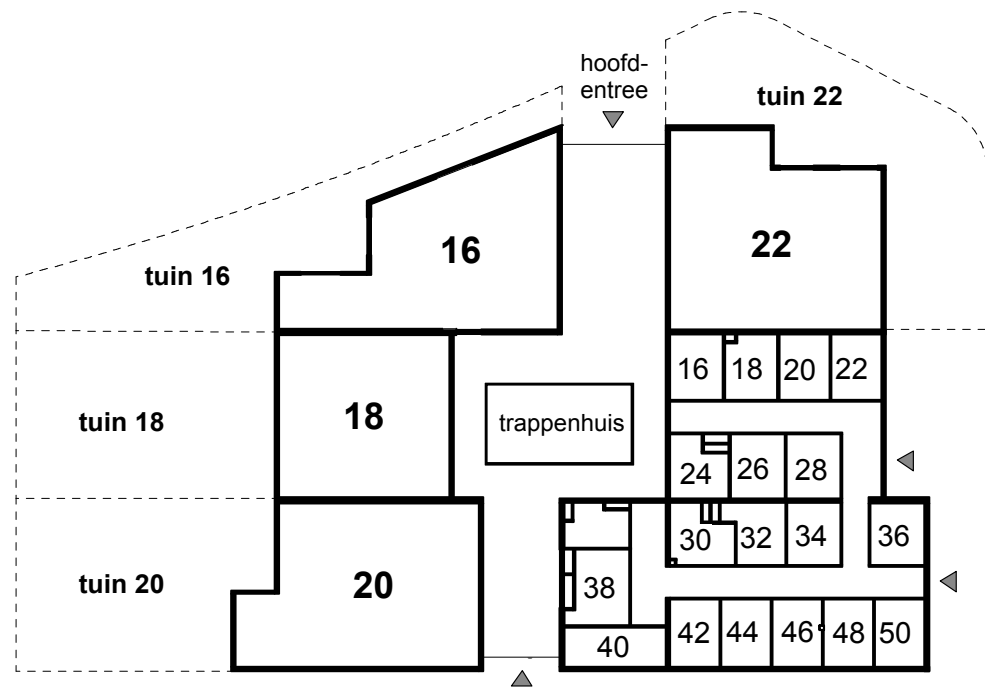 hoofd-
entree
tuin 22
16
22
tuin 16
16 18 20 22
tuin 18
18
trappenhuis
24 26 28
30 32 34 36
tuin 20
20
38
40
42 44 46 48 50